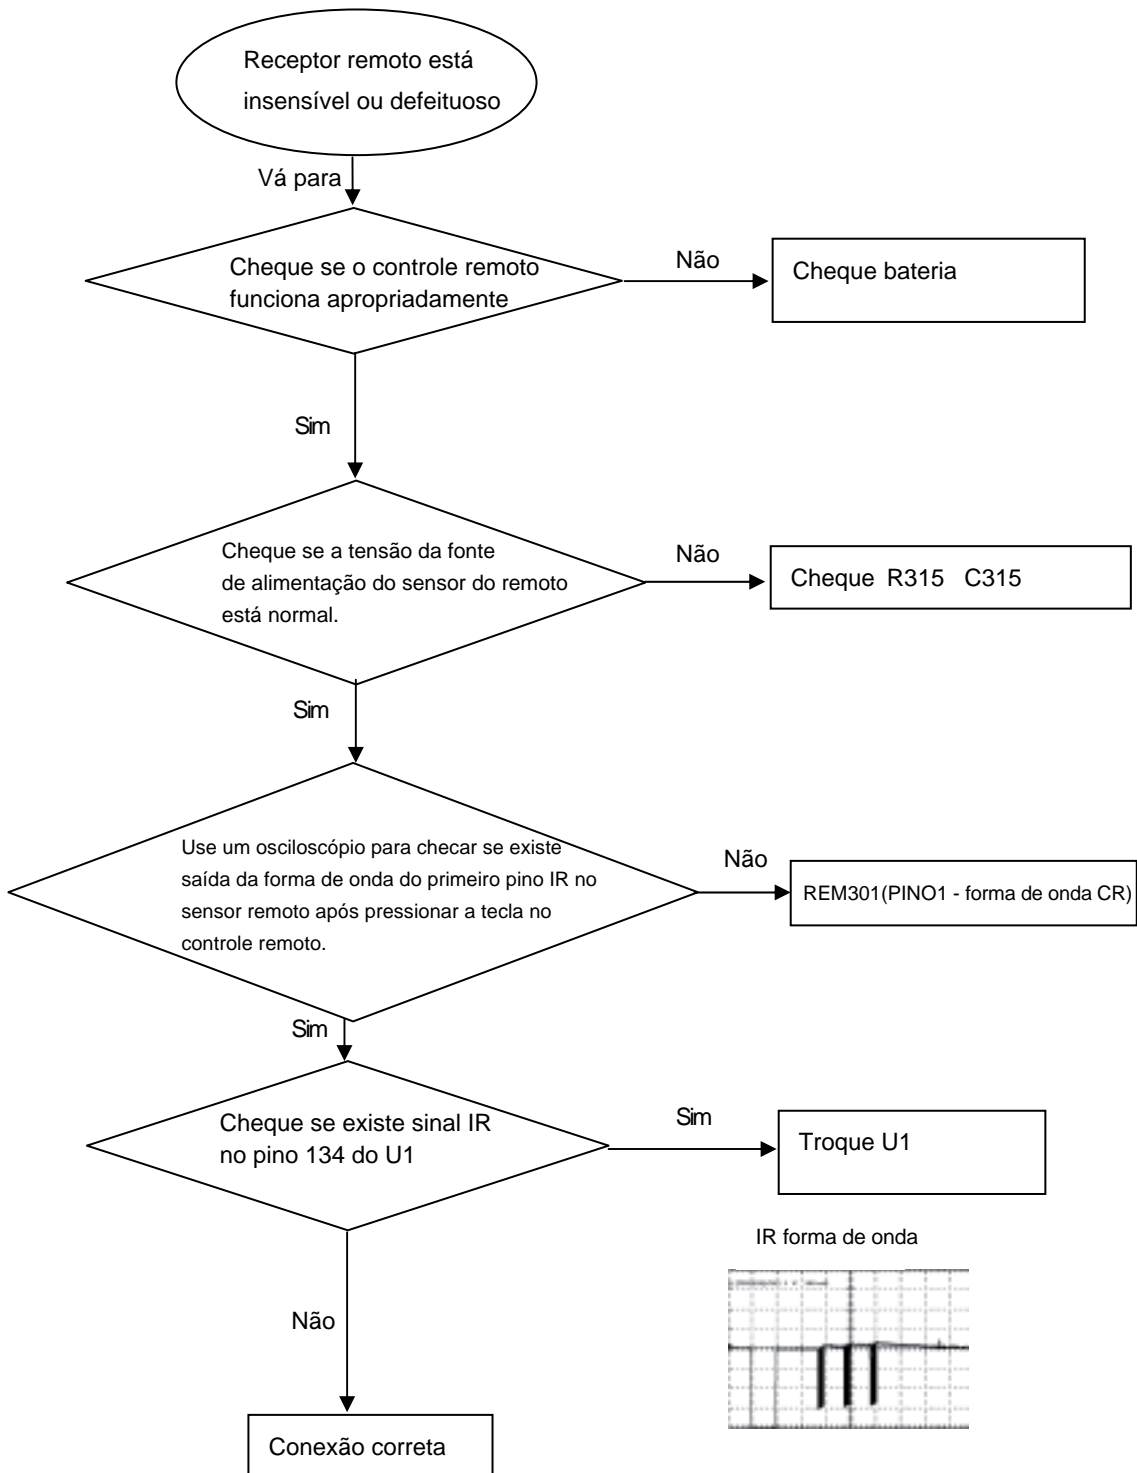 Receptor remoto está
insensível ou defeituoso
Vá para
Cheque se o controle remoto
funciona apropriadamente
Não
Cheque bateria
Sim
Cheque se a tensão da fonte
de alimentação do sensor do remoto
está normal.
Não
Cheque R315 C315
Sim
Use um osciloscópio para checar se existe
saída da forma de onda do primeiro pino IR no
sensor remoto após pressionar a tecla no
controle remoto.
Não
REM301(PINO1 - forma de onda CR)
Sim
Cheque se existe sinal IR
no pino 134 do U1
Sim
Troque U1
IR forma de onda
Não
Conexão correta